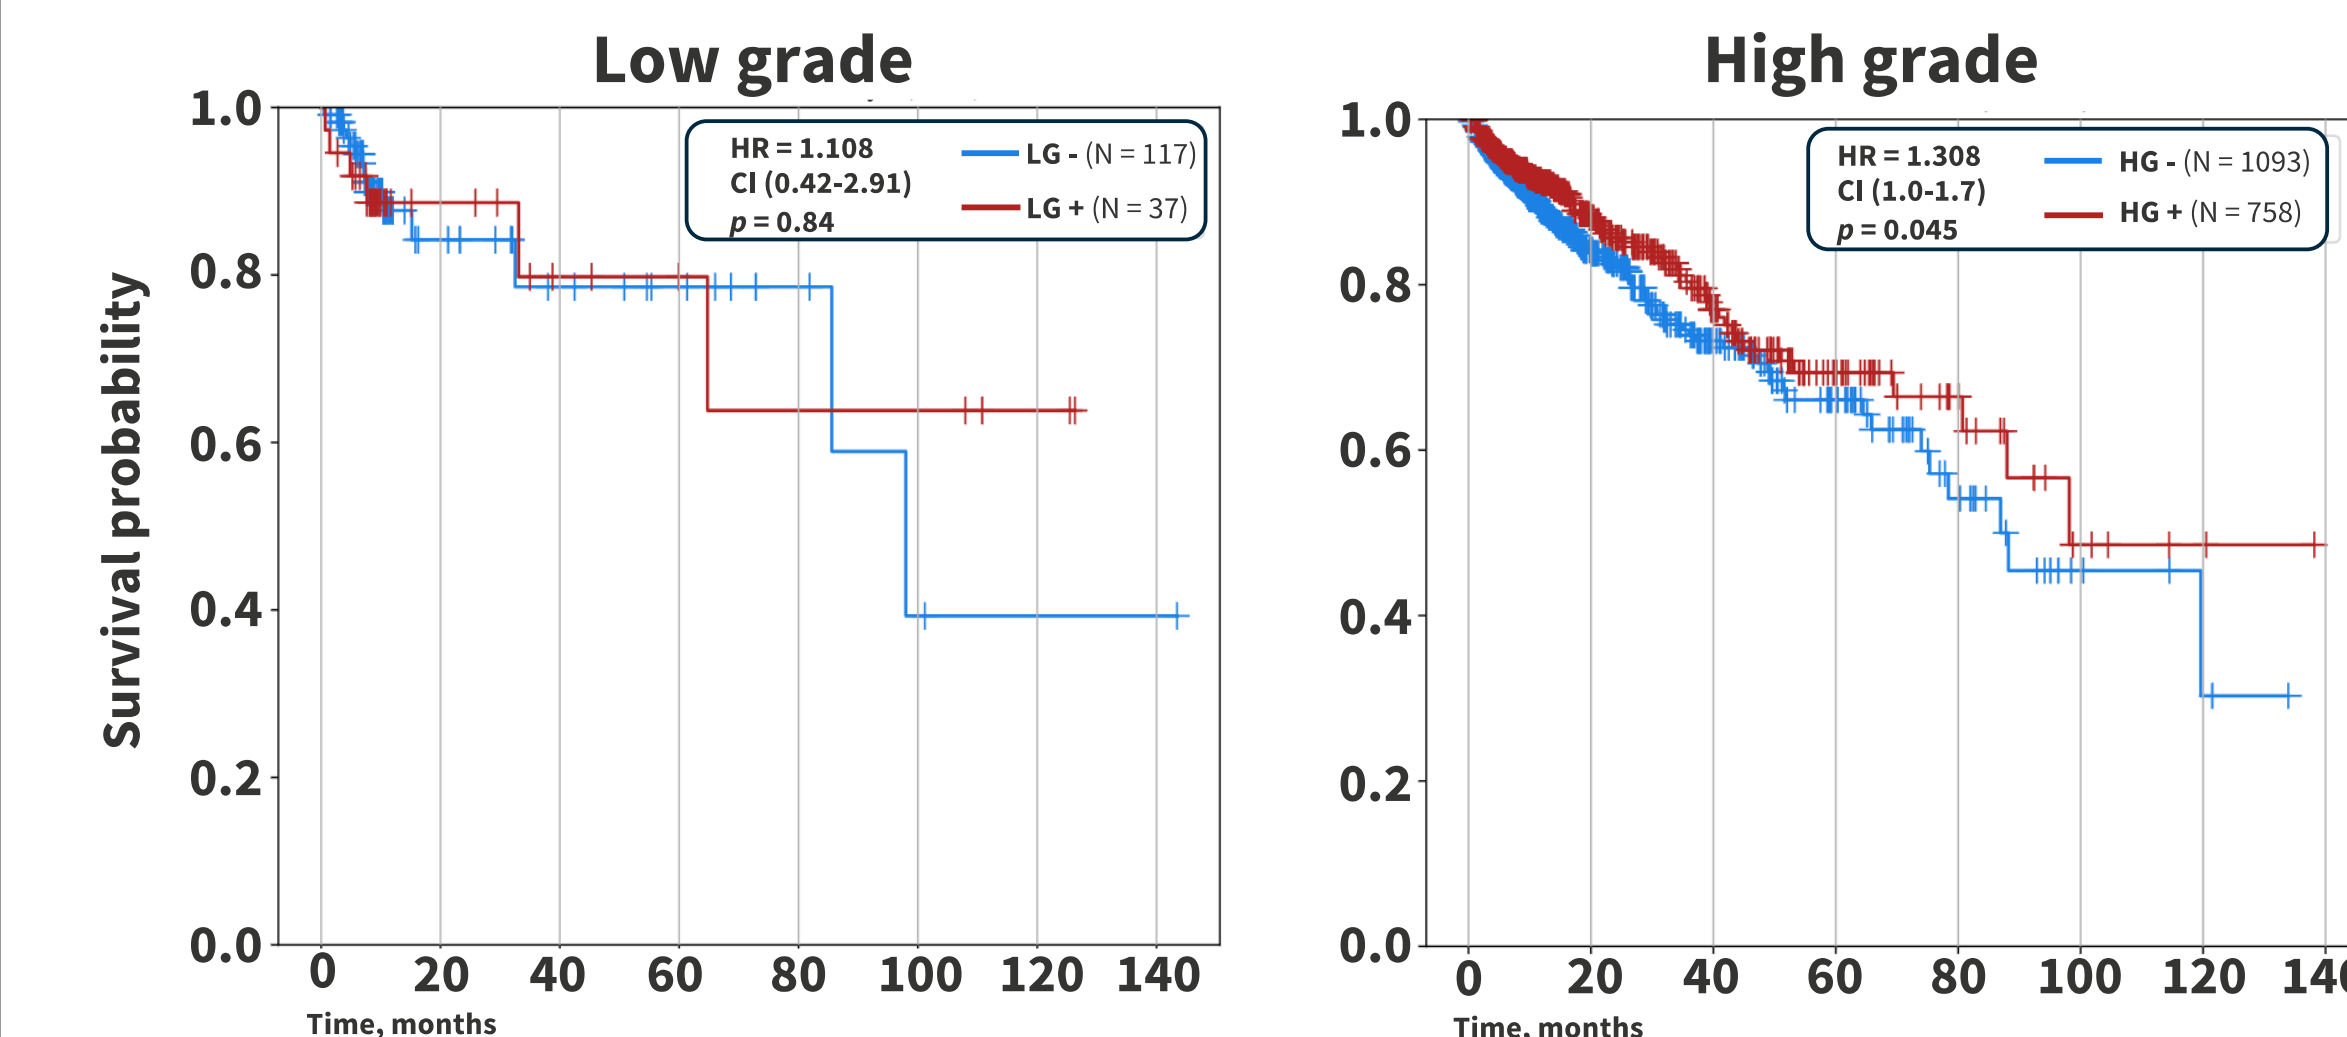 Low grade
Survival probability
1.0
0.8
0.6
0.4
0.2
0.0
HR = 1.108
CI (0.42-2.91)
p = 0.84
LG - (N = 117)
LG + (N = 37)
0 20 40 60 80 100 120 140
Time, months
High grade
1.0
0.8
0.6
0.4
0.2
0.0
HR = 1.308
CI (1.0-1.7)
p = 0.045
HG - (N = 1093)
HG + (N = 758)
0 20 40 60 80 100 120 140
Time, months